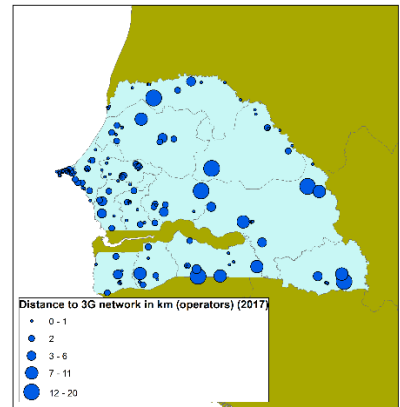 Distance to 3G network in km (operators) (2017)
0 - 1
2
3 - 6
7 - 11
12 - 20